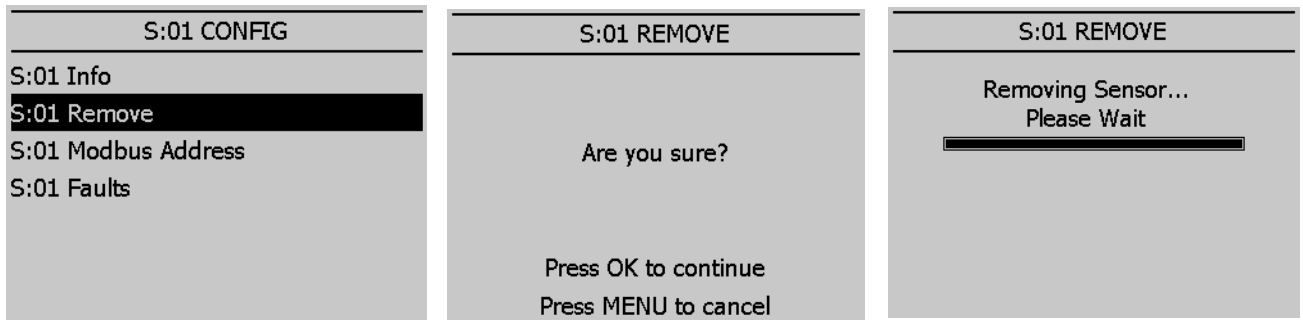 S:01 CONFIG
S:01 Info
S:01 Remove
S:01 Modbus Address
S:01 Faults
S:01 REMOVE
Are you sure?
Press OK to continue
Press MENU to cancel
S:01 REMOVE
Removing Sensor...
Please Wait